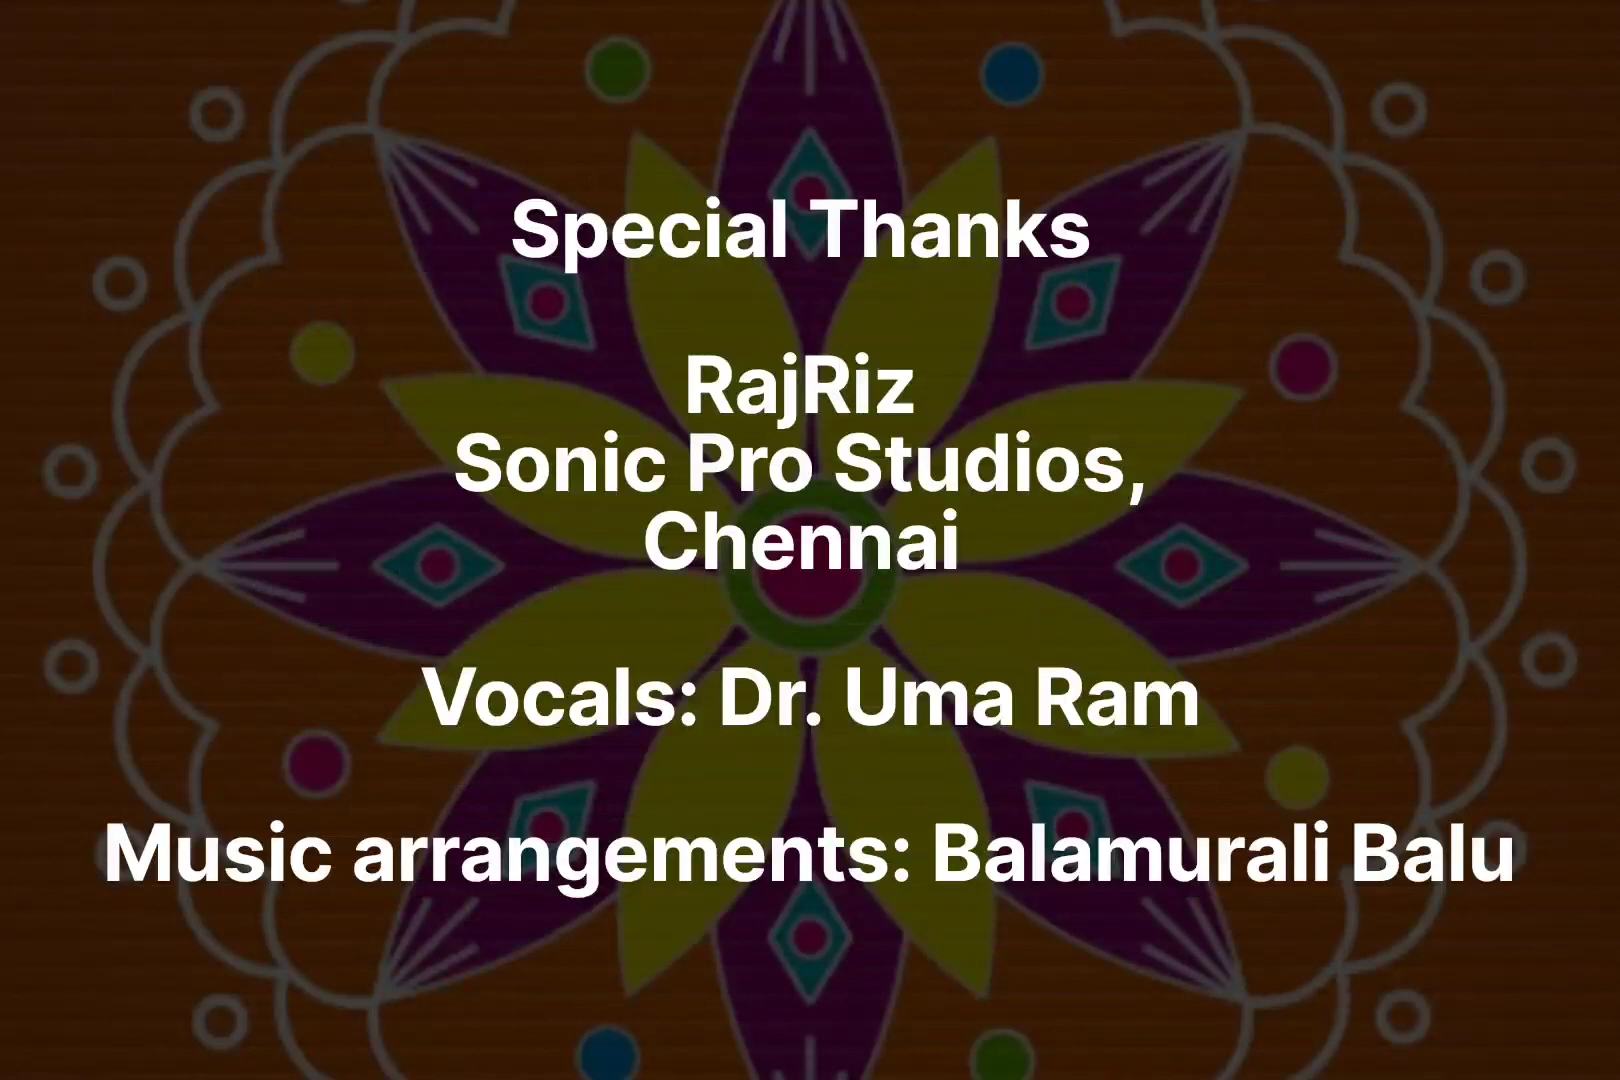 Special Thanks
RajRiz
Sonic Pro Studios,
Chennai
Vocals: Dr. Uma Ram
Music arrangements: Balamurali Balu